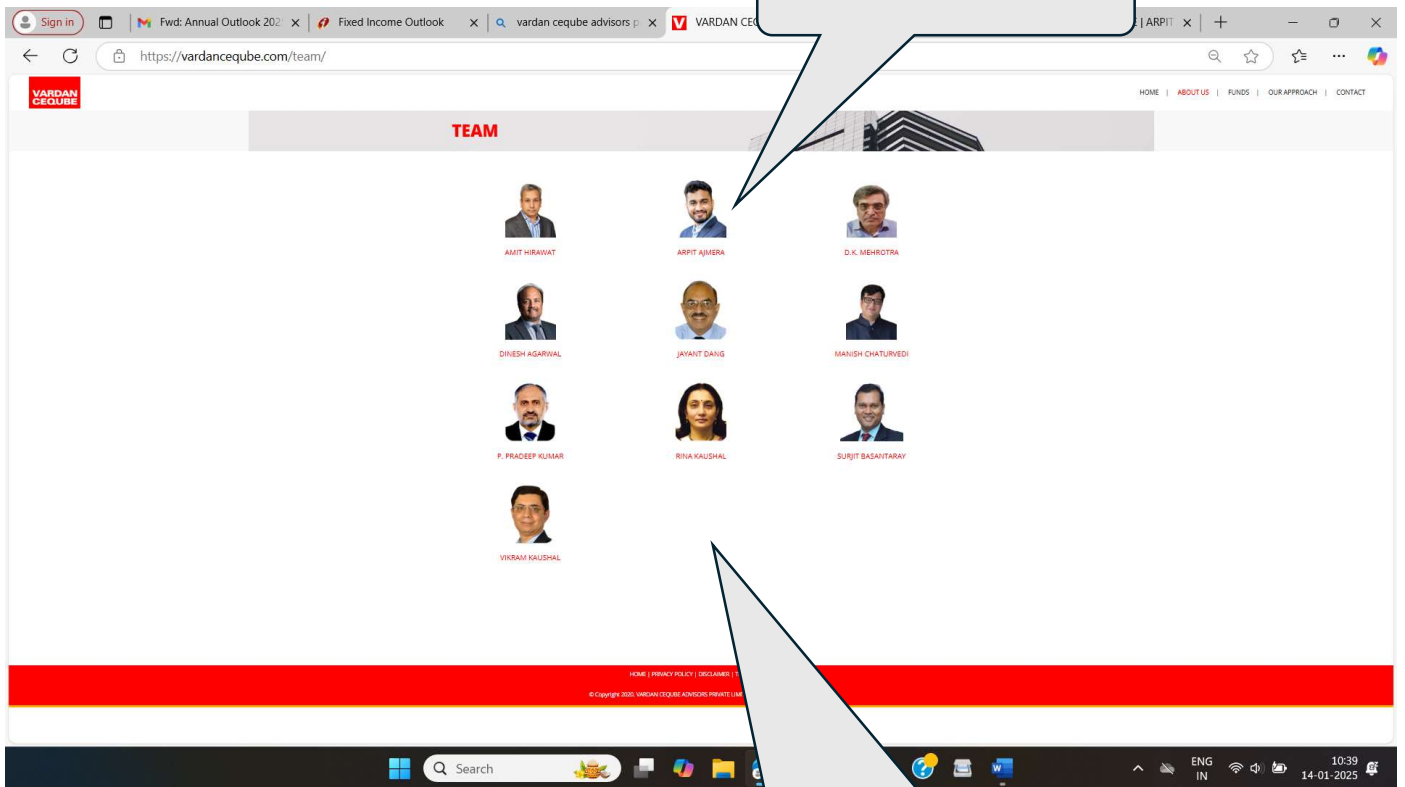 Sign in
Fwd: Annual Outlook 202
Fixed Income Outlook
vardan ceqube advisors p
VARDAN CEQ
| ARPIT
https://vardanceqube.com/team/
VARDAN
CEQUBE
HOME | ABOUT US | FUNDS | OUR APPROACH | CONTACT
TEAM
AMIT HIRAWAT
ARPIT AJMERA
D.K. MEHROTRA
DINESH AGARWAL
JAYANT DANG
MANISH CHATURVEDI
P. PRADEEP KUMAR
RINA KAUSHAL
SURJIT BASANTARAY
VIKRAM KAUSHAL
HOME | PRIVACY POLICY | DISCLAIMER |
© Copyright 2020. VARDAN CEQUBE ADVISORS PRIVATE
Search
ENG
IN
10:39
14-01-2025